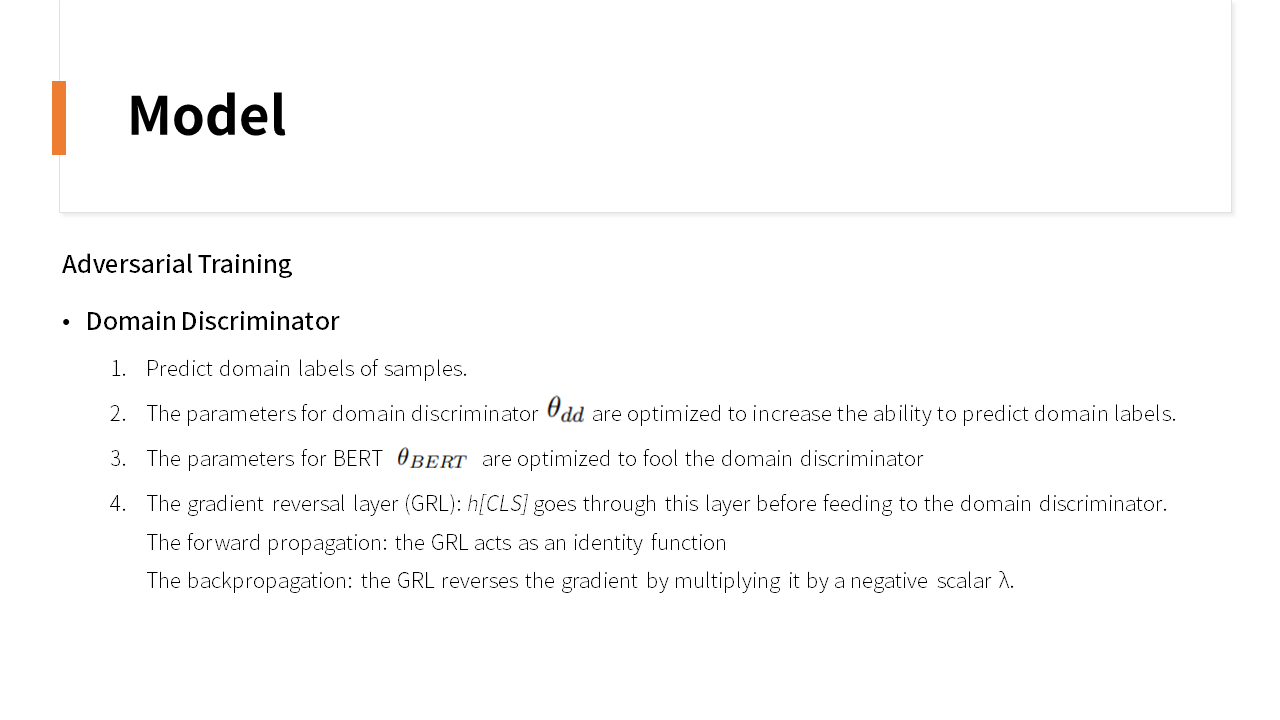 Model
Adversarial Training
• Domain Discriminator
1. Predict domain labels of samples.
2. The parameters for domain discriminator θ_dd are optimized to increase the ability to predict domain labels.
3. The parameters for BERT θ_BERT are optimized to fool the domain discriminator
4. The gradient reversal layer (GRL): h[CLS] goes through this layer before feeding to the domain discriminator.
The forward propagation: the GRL acts as an identity function
The backpropagation: the GRL reverses the gradient by multiplying it by a negative scalar λ.